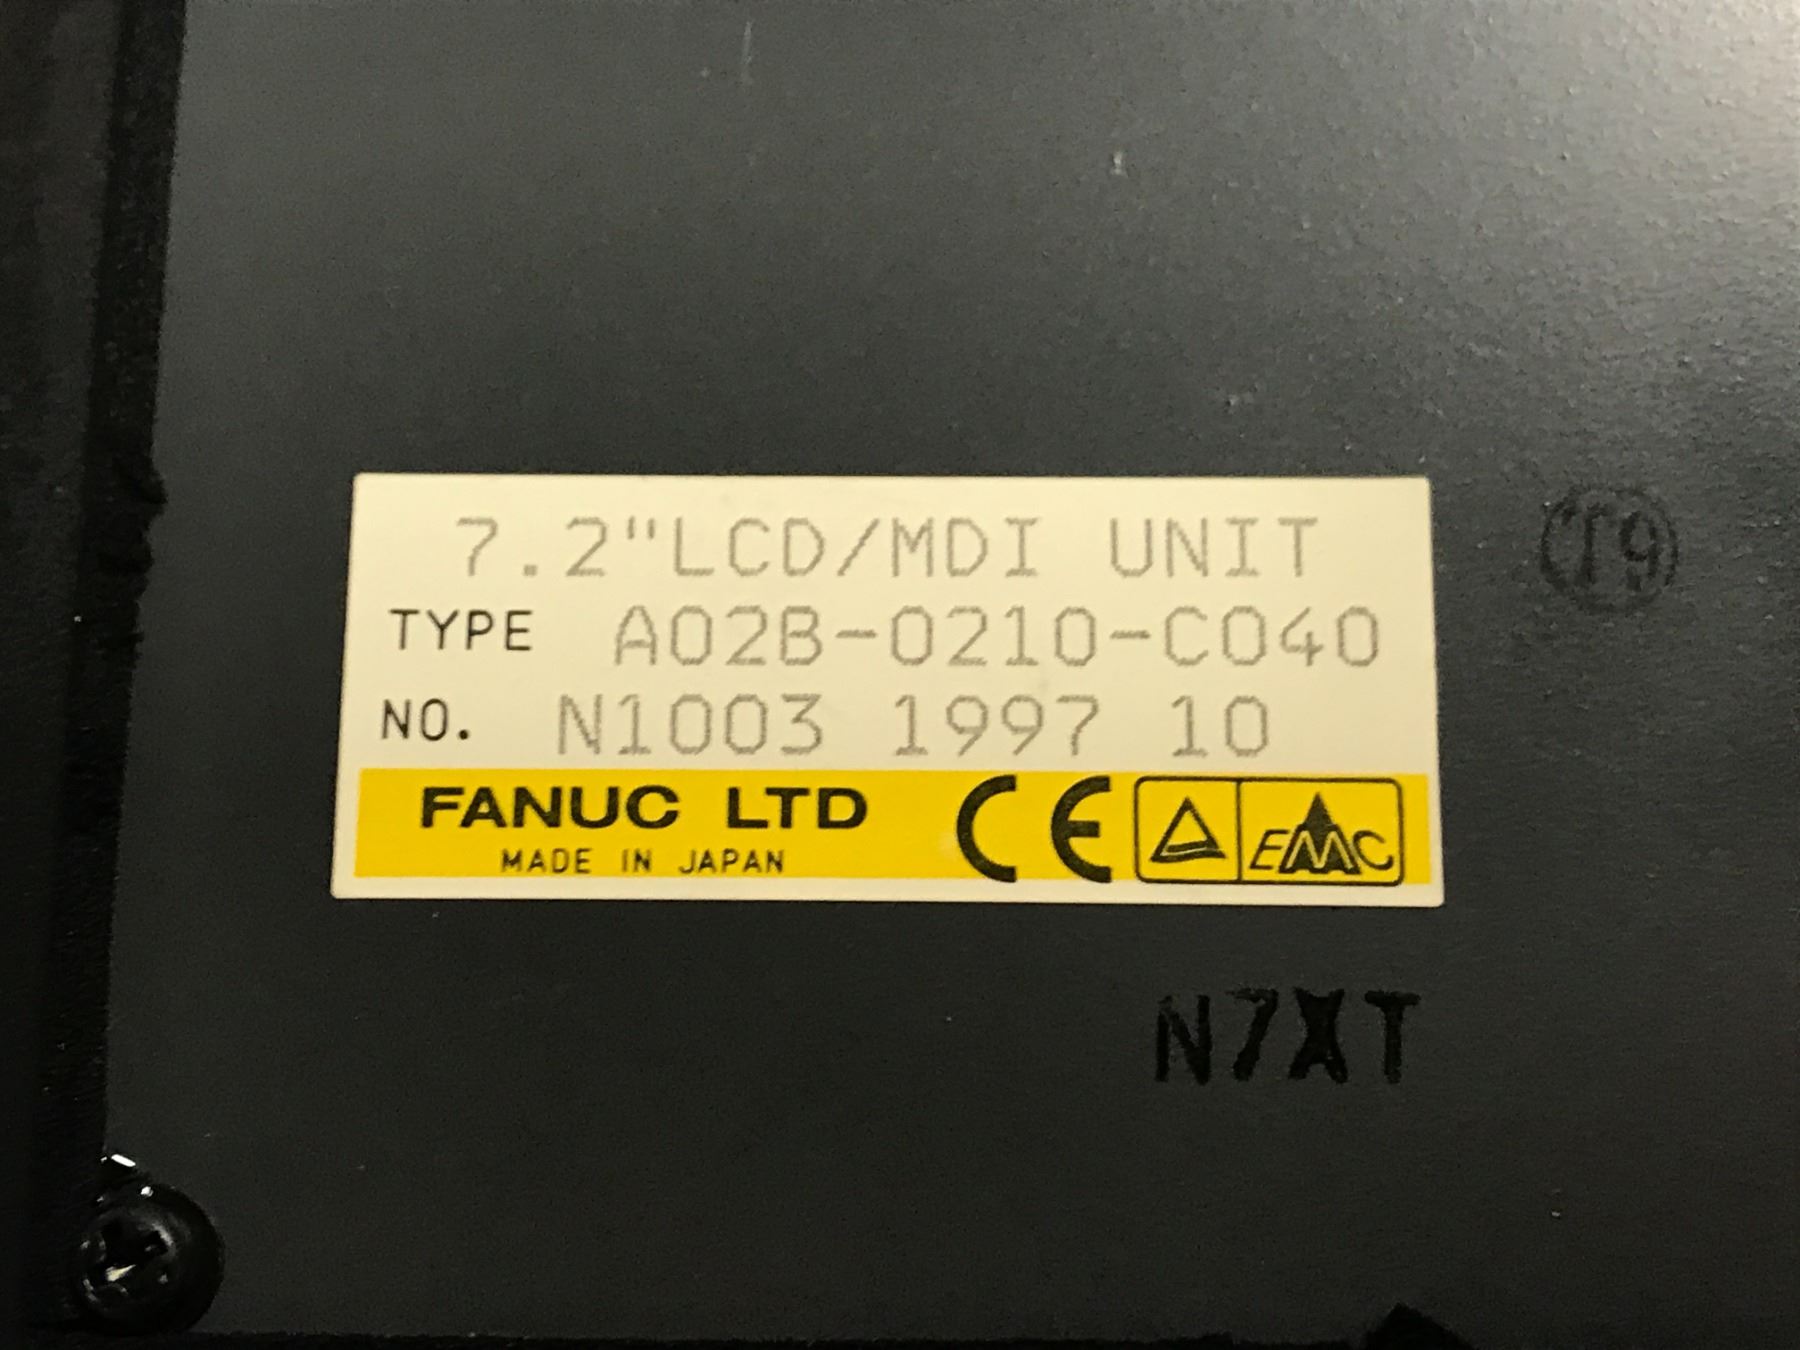 7.2"LCD/MDI UNIT
TYPE A02B-0210-C040
NO. N1003 1997 10
FANUC LTD CE EMC
MADE IN JAPAN
N7XT